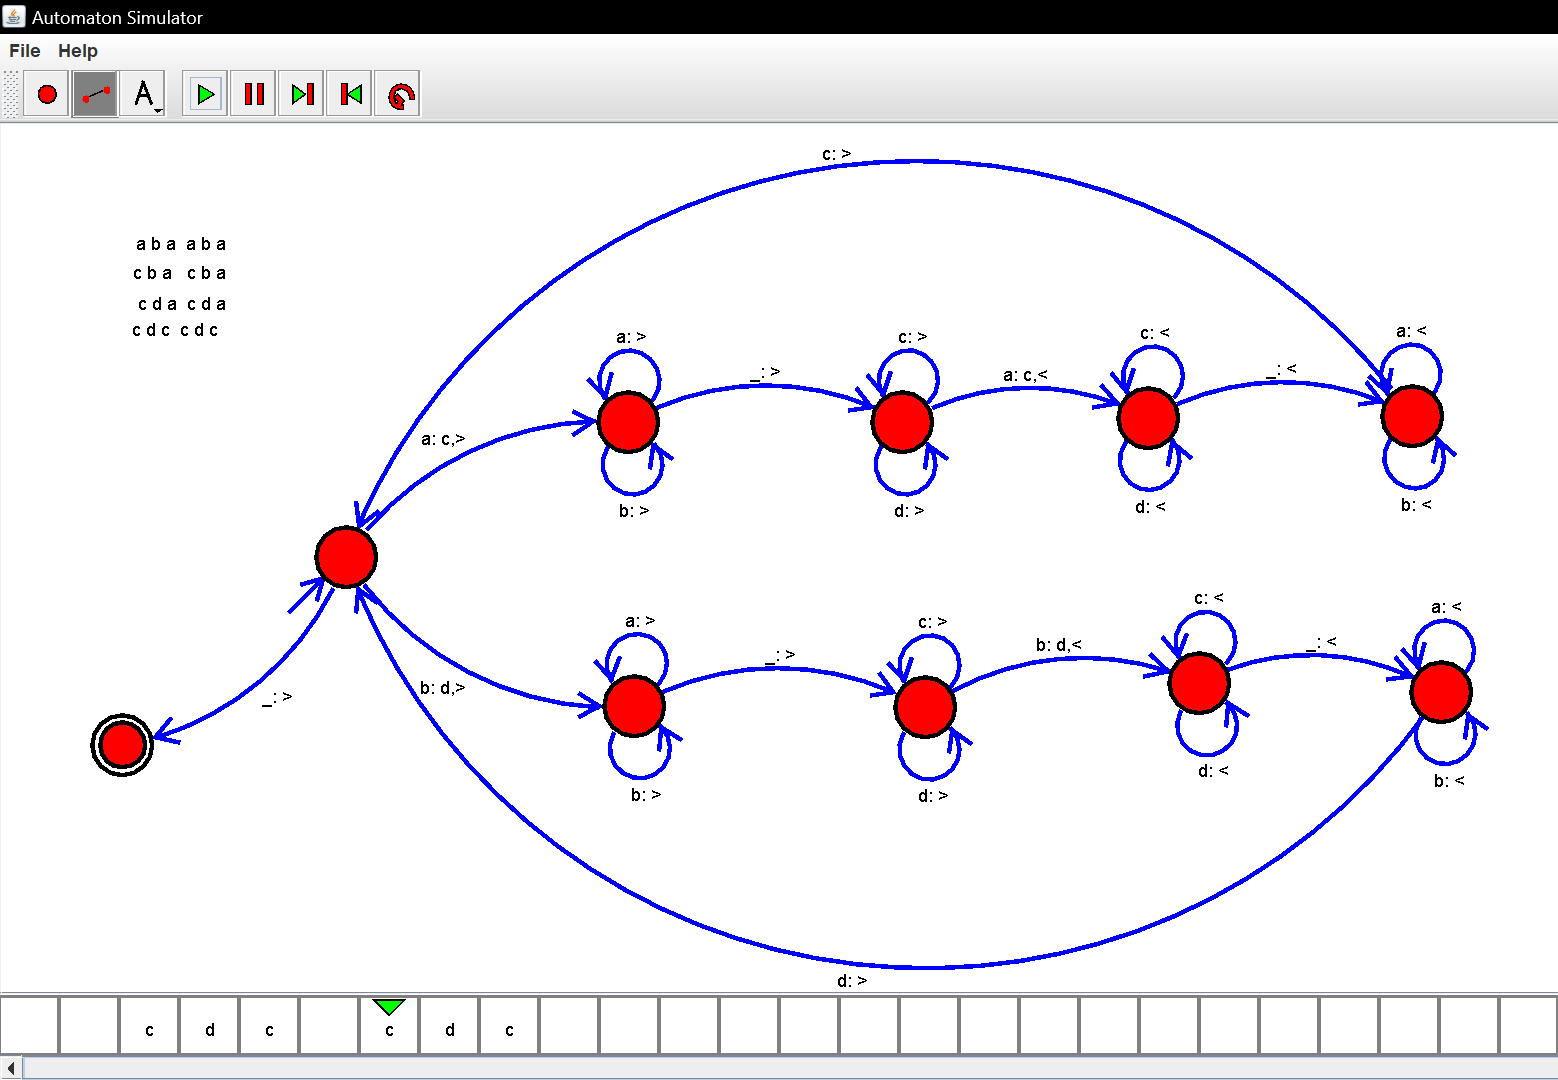 Automaton Simulator
File Help
A
c: >
a b a  a b a
c b a  c b a
c d a  c d a
c d c  c d c
a: >
c: >
c: <
a: <
_: >
a: c,<
_: <
a: c,>
b: >
d: >
d: <
b: <
a: >
c: >
c: <
a: <
_: >
b: d,<
_: <
b: d,>
_: >
b: >
d: >
d: <
b: <
d: >
c d c c d c